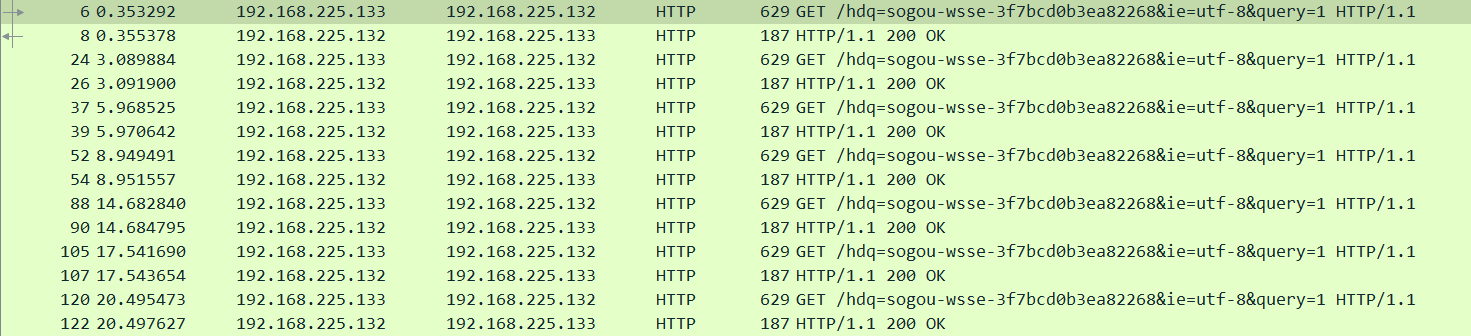 6 0.353292 192.168.225.133 192.168.225.132 HTTP 629 GET /hdq=sogou-wsse-3f7bcd0b3ea82268&ie=utf-8&query=1 HTTP/1.1
8 0.355378 192.168.225.132 192.168.225.133 HTTP 187 HTTP/1.1 200 OK
24 3.089884 192.168.225.133 192.168.225.132 HTTP 629 GET /hdq=sogou-wsse-3f7bcd0b3ea82268&ie=utf-8&query=1 HTTP/1.1
26 3.091900 192.168.225.132 192.168.225.133 HTTP 187 HTTP/1.1 200 OK
37 5.968525 192.168.225.133 192.168.225.132 HTTP 629 GET /hdq=sogou-wsse-3f7bcd0b3ea82268&ie=utf-8&query=1 HTTP/1.1
39 5.970642 192.168.225.132 192.168.225.133 HTTP 187 HTTP/1.1 200 OK
52 8.949491 192.168.225.133 192.168.225.132 HTTP 629 GET /hdq=sogou-wsse-3f7bcd0b3ea82268&ie=utf-8&query=1 HTTP/1.1
54 8.951557 192.168.225.132 192.168.225.133 HTTP 187 HTTP/1.1 200 OK
88 14.682840 192.168.225.133 192.168.225.132 HTTP 629 GET /hdq=sogou-wsse-3f7bcd0b3ea82268&ie=utf-8&query=1 HTTP/1.1
90 14.684795 192.168.225.132 192.168.225.133 HTTP 187 HTTP/1.1 200 OK
105 17.541690 192.168.225.133 192.168.225.132 HTTP 629 GET /hdq=sogou-wsse-3f7bcd0b3ea82268&ie=utf-8&query=1 HTTP/1.1
107 17.543654 192.168.225.132 192.168.225.133 HTTP 187 HTTP/1.1 200 OK
120 20.495473 192.168.225.133 192.168.225.132 HTTP 629 GET /hdq=sogou-wsse-3f7bcd0b3ea82268&ie=utf-8&query=1 HTTP/1.1
122 20.497627 192.168.225.132 192.168.225.133 HTTP 187 HTTP/1.1 200 OK